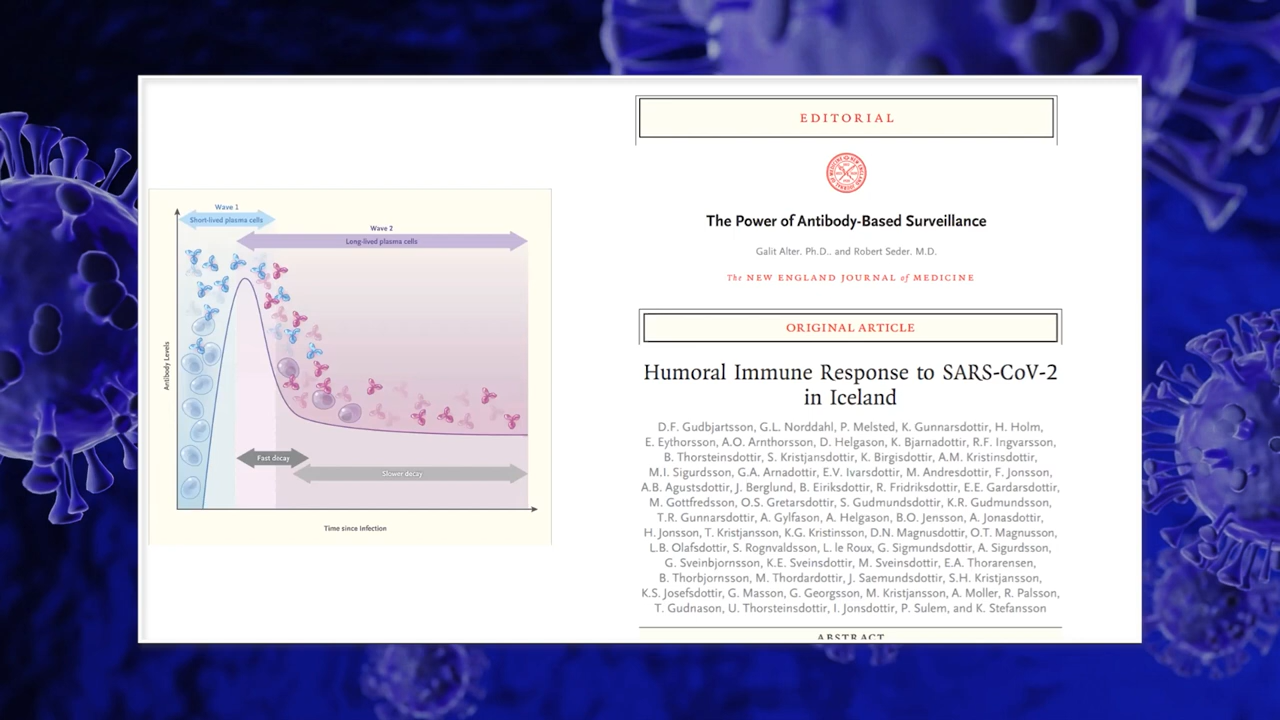 Wave 1
Short-lived plasma cells
Wave 2
Long-lived plasma cells
Antibody Levels
Fast decay
Slower decay
Time since Infection
EDITORIAL
The Power of Antibody-Based Surveillance
Galit Alter, Ph.D., and Robert Seder, M.D.
The NEW ENGLAND JOURNAL of MEDICINE
ORIGINAL ARTICLE
Humoral Immune Response to SARS-CoV-2
in Iceland
D.F. Gudbjartsson, G.L. Norddahl, P. Melsted, K. Gunnarsdottir, H. Holm,
E. Eythorsson, A.O. Arnthorsson, D. Helgason, K. Bjarnadottir, R.F. Ingvarsson,
B. Thorsteinsdottir, S. Kristjansdottir, K. Birgisdottir, A.M. Kristinsdottir,
M.I. Sigurdsson, G.A. Arnadottir, E.V. Ivarsdottir, M. Andresdottir, F. Jonsson,
A.B. Agustsdottir, J. Berglund, B. Eiriksdottir, R. Fridriksdottir, E.E. Gardarsdottir,
M. Gottfredsson, O.S. Gretarsdottir, S. Gudmundsdottir, K.R. Gudmundsson,
T.R. Gunnarsdottir, A. Gylfason, A. Helgason, B.O. Jensson, A. Jonasdottir,
H. Jonsson, T. Kristjansson, K.G. Kristinsson, D.N. Magnusdottir, O.T. Magnusson,
L.B. Olafsdottir, S. Rognvaldsson, L. le Roux, G. Sigmundsdottir, A. Sigurdsson,
G. Sveinbjornsson, K.E. Sveinsdottir, M. Sveinsdottir, E.A. Thorarensen,
B. Thorbjornsson, M. Thordardottir, J. Saemundsdottir, S.H. Kristjansson,
K.S. Josefsdottir, G. Masson, G. Georgsson, M. Kristjansson, A. Moller, R. Palsson,
T. Gudnason, U. Thorsteinsdottir, I. Jonsdottir, P. Sulem, and K. Stefansson
ABSTRACT